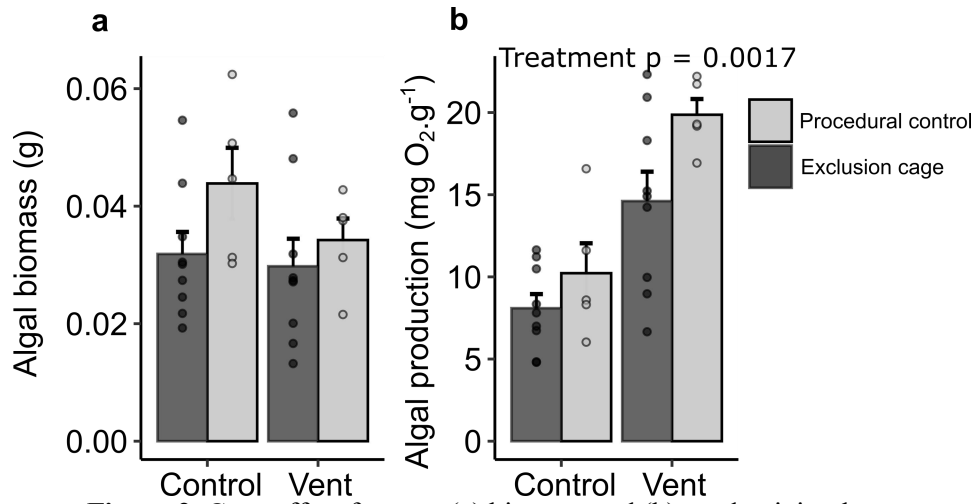 a
Algal biomass (g)
0.06
0.04
0.02
0.00
Control Vent
b
Treatment p = 0.0017
Algal production (mg O2.g-1)
20
15
10
5
0
Control Vent
Procedural control
Exclusion cage